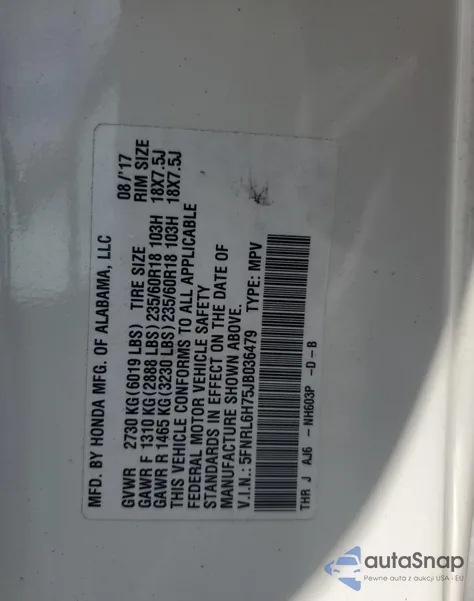 MFD. BY HONDA MFG. OF ALABAMA, LLC 08/'17
GVWR 2730 KG (6019 LBS) TIRE SIZE RIM SIZE
GAWR F 1310 KG (2888 LBS) 235/60R18 103H 18X7.5J
GAWR R 1465 KG (3230 LBS) 235/60R18 103H 18X7.5J
THIS VEHICLE CONFORMS TO ALL APPLICABLE
FEDERAL MOTOR VEHICLE SAFETY
STANDARDS IN EFFECT ON THE DATE OF
MANUFACTURE SHOWN ABOVE.
V.I.N.: 5FNRL6H75JB036479 TYPE: MPV
THR J AJ6 - NH603P -D-B
autoSnap
Pewne auta z aukcji USA - EU